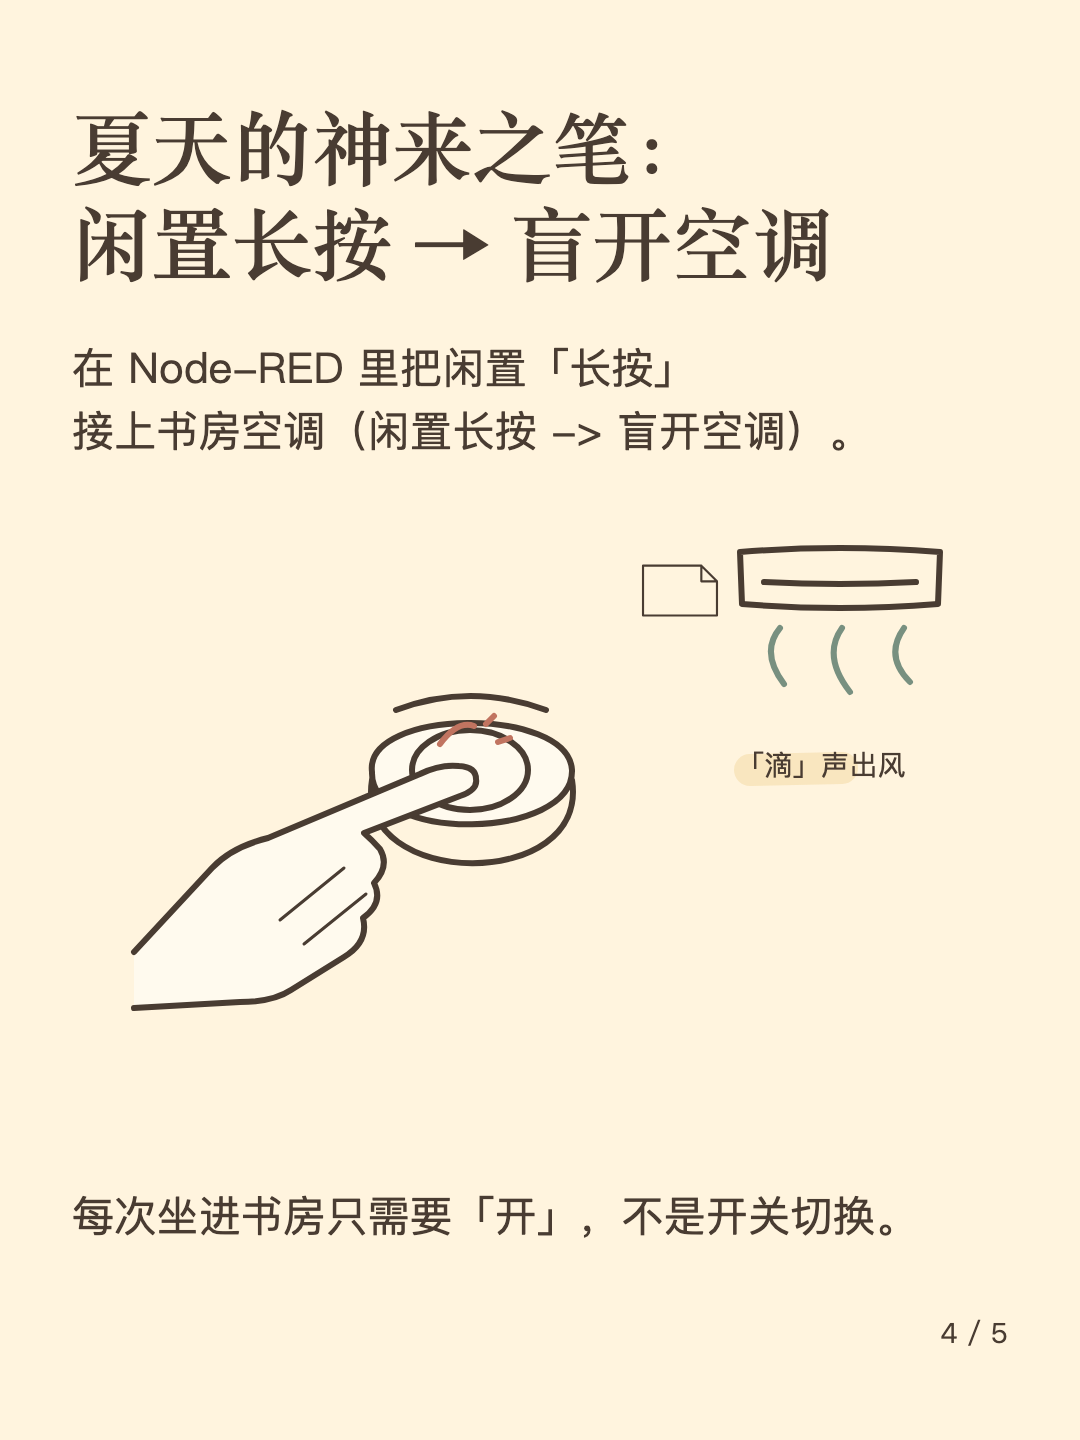 夏天的神来之笔：
闲置长按 → 盲开空调
在 Node-RED 里把闲置「长按」
接上书房空调（闲置长按 -> 盲开空调）。
「滴」声出风
每次坐进书房只需要「开」，不是开关切换。
4 / 5